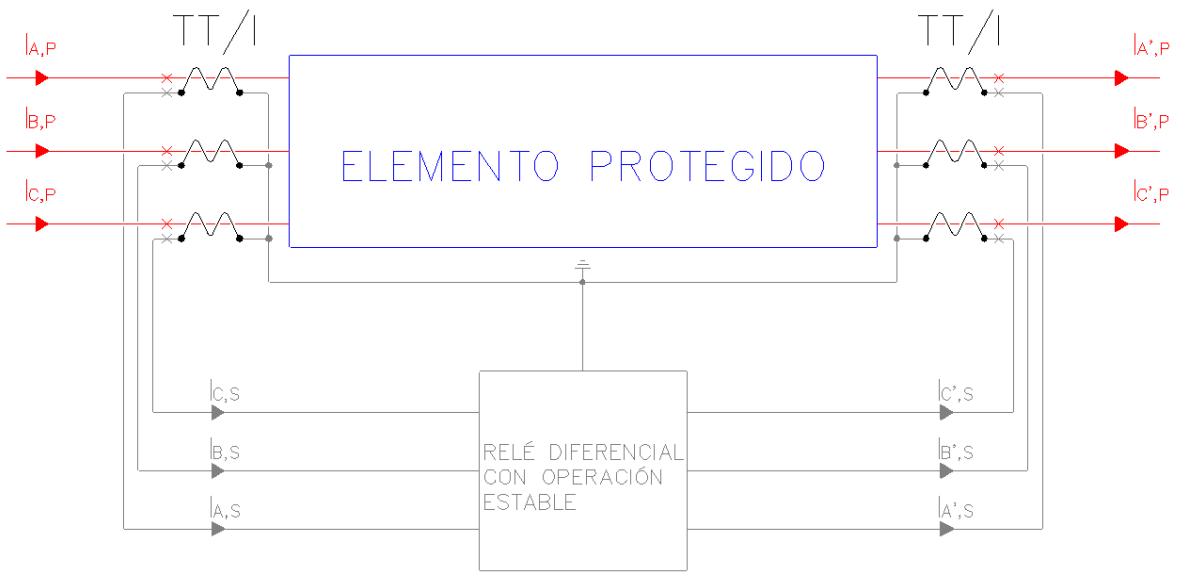 TT/I
TT/I
IA,P
IA',P
IB,P
IB',P
ELEMENTO PROTEGIDO
IC,P
IC',P
IC,S
IC',S
RELÉ DIFERENCIAL
CON OPERACIÓN
ESTABLE
IB,S
IB',S
IA,S
IA',S